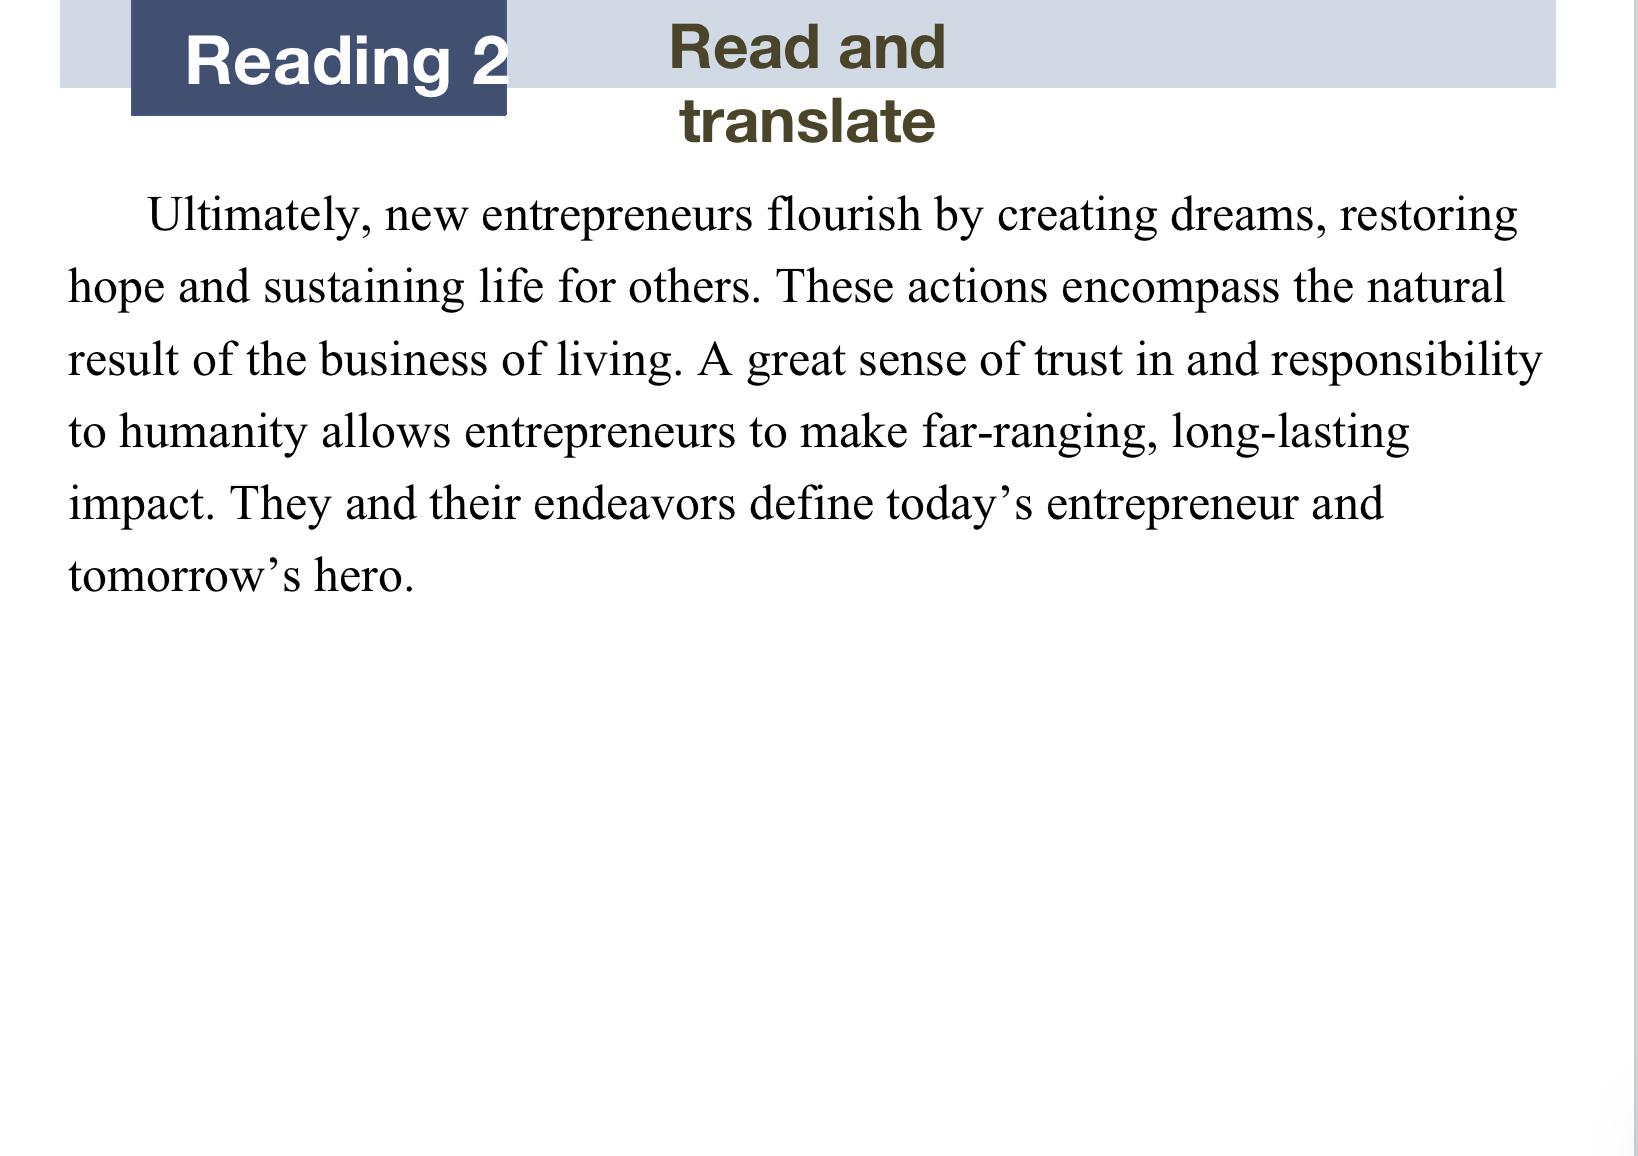 Reading 2
Read and
translate
Ultimately, new entrepreneurs flourish by creating dreams, restoring
hope and sustaining life for others. These actions encompass the natural
result of the business of living. A great sense of trust in and responsibility
to humanity allows entrepreneurs to make far-ranging, long-lasting
impact. They and their endeavors define today’s entrepreneur and
tomorrow’s hero.